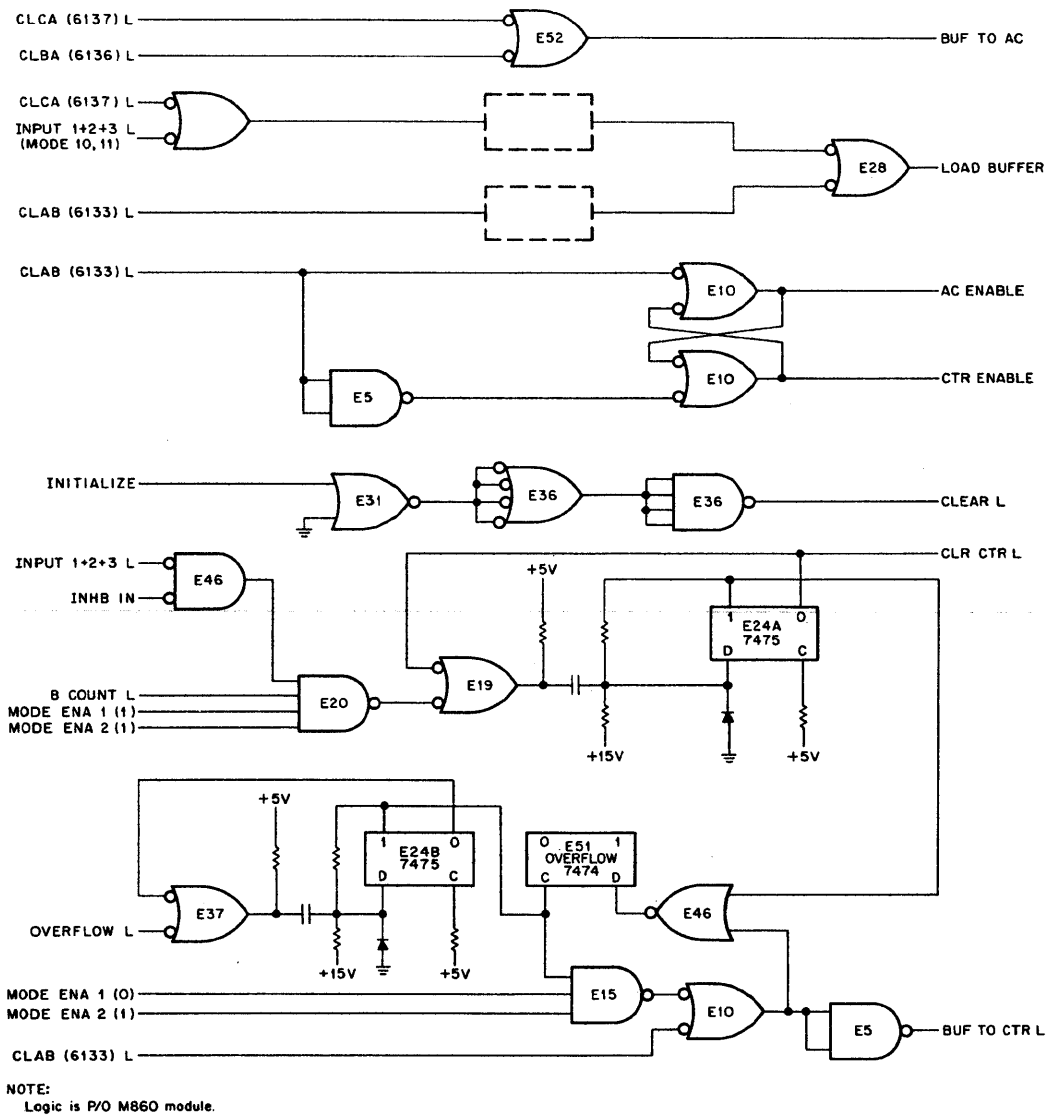 CLCA (6137) L
E52
BUF TO AC
CLBA (6136) L
CLCA (6137) L
INPUT 1+2+3 L
(MODE 10, 11)
E28
LOAD BUFFER
CLAB (6133) L
CLAB (6133) L
E10
AC ENABLE
E10
CTR ENABLE
E5
INITIALIZE
E31
E36
E36
CLEAR L
INPUT 1+2+3 L
E46
INHB IN
CLR CTR L
+5V
1 0
E24A
7475
D C
E19
B COUNT L
E20
MODE ENA 1 (1)
MODE ENA 2 (1)
+15V
+5V
+5V
1 0
E24B
7475
D C
0 1
E51
OVERFLOW
7474
C D
E37
E46
OVERFLOW L
+15V
+5V
MODE ENA 1 (0)
E15
MODE ENA 2 (1)
E10
E5
BUF TO CTR L
CLAB (6133) L
NOTE:
Logic is P/O M860 module.